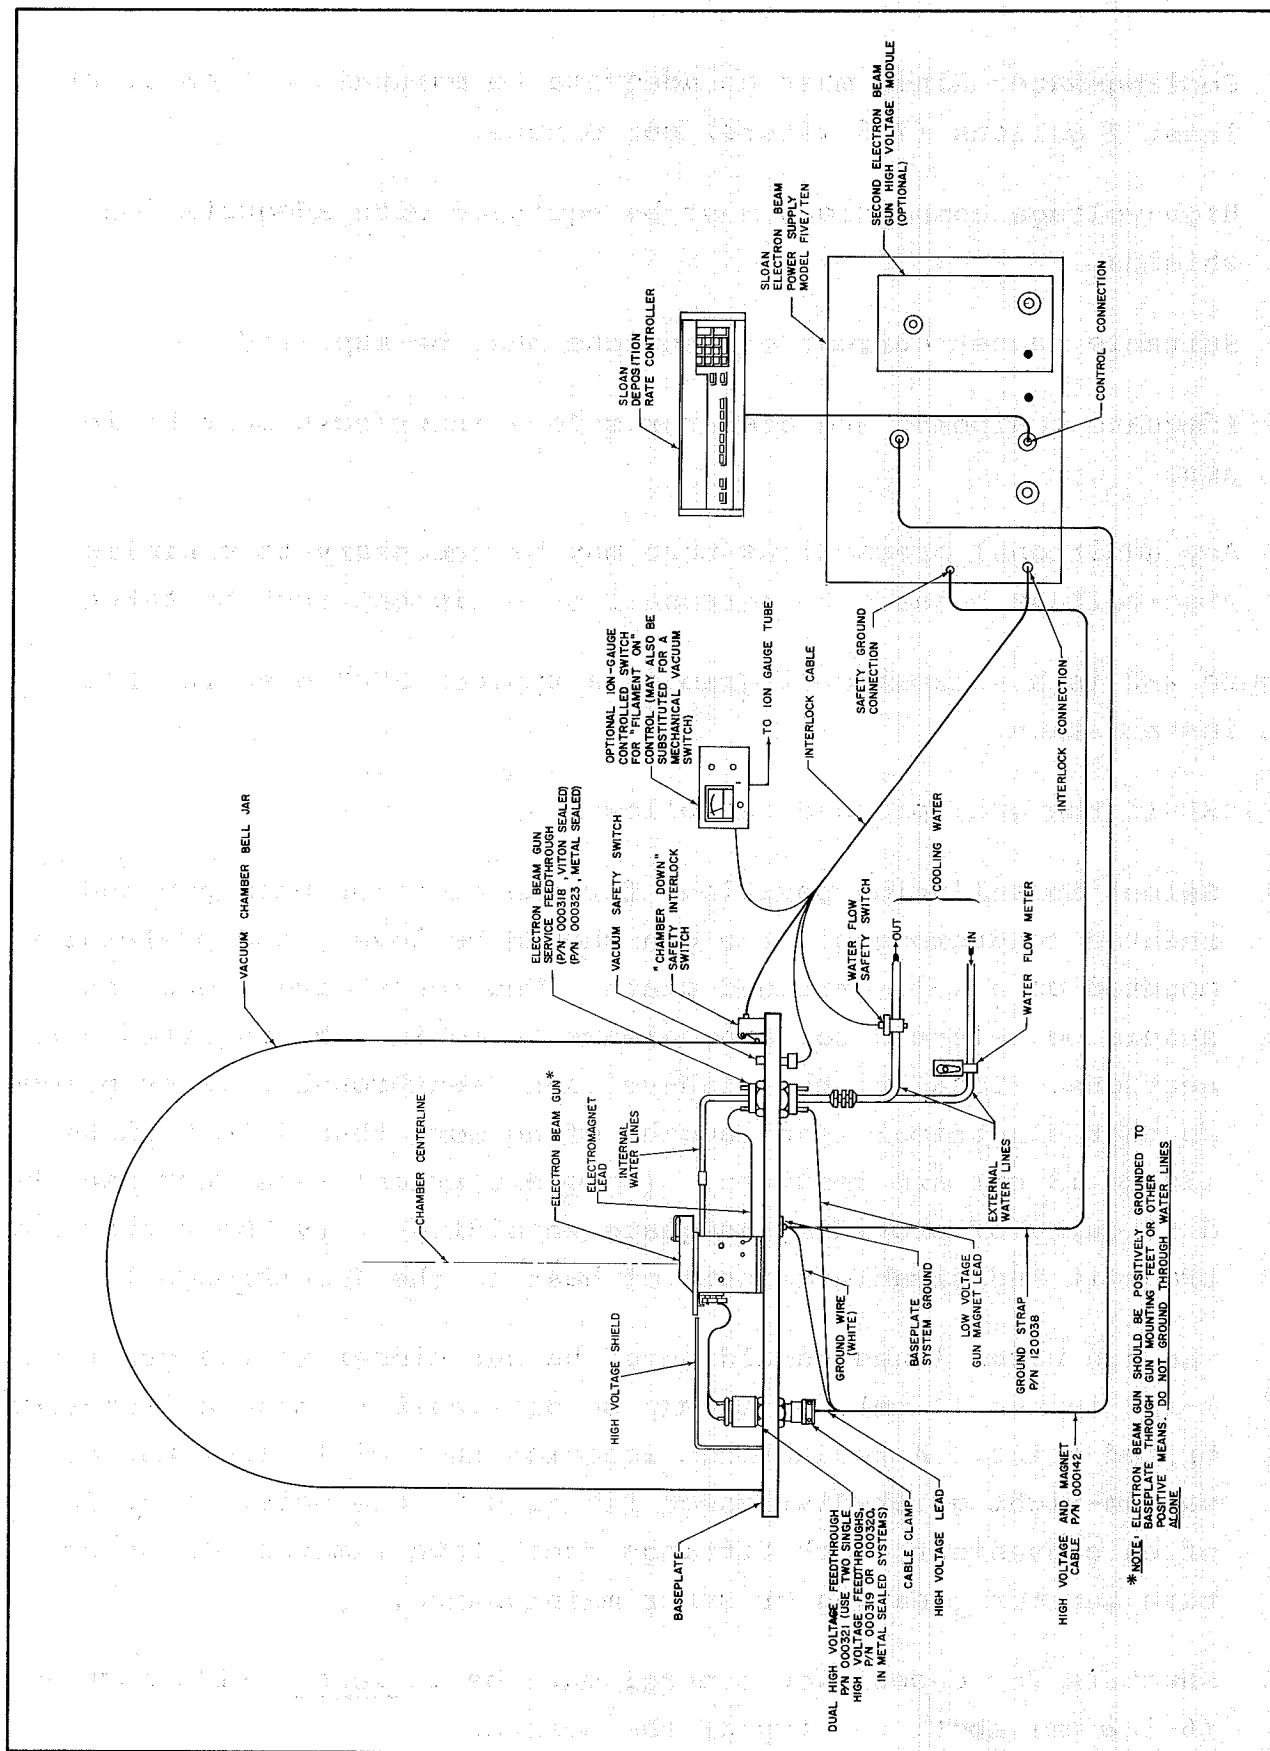 VACUUM CHAMBER BELL JAR
CHAMBER CENTERLINE
ELECTRON BEAM GUN
SERVICE FEEDTHROUGH
(P/N 000318, VITON SEALED)
(P/N 000323, METAL SEALED)
VACUUM SAFETY SWITCH
"CHAMBER DOWN"
SAFETY INTERLOCK
SWITCH
ELECTRON BEAM GUN*
ELECTROMAGNET
LEAD
INTERNAL
WATER LINES
HIGH VOLTAGE SHIELD
BASEPLATE
DUAL HIGH VOLTAGE FEEDTHROUGH
P/N 000321 (USE TWO SINGLE
HIGH VOLTAGE FEEDTHROUGHS,
P/N 000319 OR 000320,
IN METAL SEALED SYSTEMS)
CABLE CLAMP
HIGH VOLTAGE LEAD
HIGH VOLTAGE AND MAGNET
CABLE P/N 000142
GROUND WIRE
(WHITE)
BASEPLATE
SYSTEM GROUND
LOW VOLTAGE
GUN MAGNET LEAD
GROUND STRAP
P/N 120038
EXTERNAL
WATER LINES
WATER FLOW METER
WATER FLOW
SAFETY SWITCH
OUT
IN
COOLING WATER
OPTIONAL ION-GAUGE
CONTROLLED SWITCH
FOR "FILAMENT ON"
CONTROL (MAY ALSO BE
SUBSTITUTED FOR A
MECHANICAL VACUUM
SWITCH)
TO ION GAUGE TUBE
INTERLOCK CABLE
SAFETY GROUND
CONNECTION
INTERLOCK CONNECTION
SLOAN
DEPOSITION
RATE CONTROLLER
SLOAN
ELECTRON BEAM
POWER SUPPLY
MODEL FIVE/TEN
SECOND ELECTRON BEAM
GUN HIGH VOLTAGE MODULE
(OPTIONAL)
CONTROL CONNECTION
*NOTE: ELECTRON BEAM GUN SHOULD BE POSITIVELY GROUNDED TO
BASEPLATE THROUGH GUN MOUNTING FEET OR OTHER
POSITIVE MEANS. DO NOT GROUND THROUGH WATER LINES
ALONE